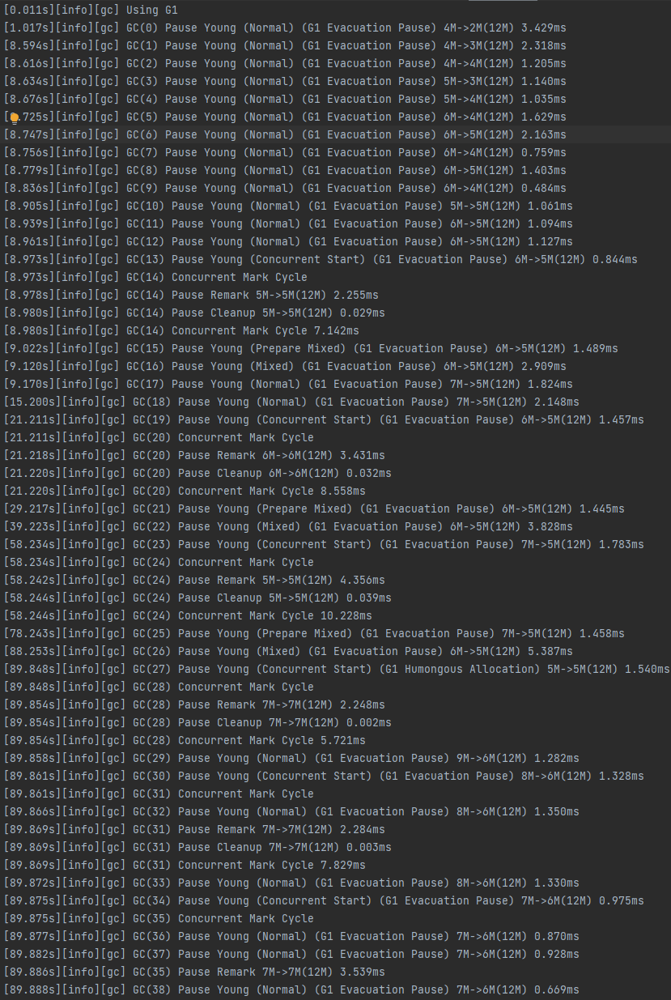 [0.011s][info][gc] Using G1
[1.017s][info][gc] GC(0) Pause Young (Normal) (G1 Evacuation Pause) 4M->2M(12M) 3.429ms
[8.594s][info][gc] GC(1) Pause Young (Normal) (G1 Evacuation Pause) 4M->3M(12M) 2.318ms
[8.616s][info][gc] GC(2) Pause Young (Normal) (G1 Evacuation Pause) 4M->4M(12M) 1.205ms
[8.634s][info][gc] GC(3) Pause Young (Normal) (G1 Evacuation Pause) 5M->3M(12M) 1.140ms
[8.676s][info][gc] GC(4) Pause Young (Normal) (G1 Evacuation Pause) 5M->4M(12M) 1.035ms
[ .725s][info][gc] GC(5) Pause Young (Normal) (G1 Evacuation Pause) 6M->4M(12M) 1.629ms
[8.747s][info][gc] GC(6) Pause Young (Normal) (G1 Evacuation Pause) 6M->5M(12M) 2.163ms
[8.756s][info][gc] GC(7) Pause Young (Normal) (G1 Evacuation Pause) 6M->4M(12M) 0.759ms
[8.779s][info][gc] GC(8) Pause Young (Normal) (G1 Evacuation Pause) 6M->5M(12M) 1.403ms
[8.836s][info][gc] GC(9) Pause Young (Normal) (G1 Evacuation Pause) 6M->4M(12M) 0.484ms
[8.905s][info][gc] GC(10) Pause Young (Normal) (G1 Evacuation Pause) 5M->5M(12M) 1.061ms
[8.939s][info][gc] GC(11) Pause Young (Normal) (G1 Evacuation Pause) 6M->5M(12M) 1.094ms
[8.961s][info][gc] GC(12) Pause Young (Normal) (G1 Evacuation Pause) 6M->5M(12M) 1.127ms
[8.973s][info][gc] GC(13) Pause Young (Concurrent Start) (G1 Evacuation Pause) 6M->5M(12M) 0.844ms
[8.973s][info][gc] GC(14) Concurrent Mark Cycle
[8.978s][info][gc] GC(14) Pause Remark 5M->5M(12M) 2.255ms
[8.980s][info][gc] GC(14) Pause Cleanup 5M->5M(12M) 0.029ms
[8.980s][info][gc] GC(14) Concurrent Mark Cycle 7.142ms
[9.022s][info][gc] GC(15) Pause Young (Prepare Mixed) (G1 Evacuation Pause) 6M->5M(12M) 1.489ms
[9.120s][info][gc] GC(16) Pause Young (Mixed) (G1 Evacuation Pause) 6M->5M(12M) 2.909ms
[9.170s][info][gc] GC(17) Pause Young (Normal) (G1 Evacuation Pause) 7M->5M(12M) 1.824ms
[15.200s][info][gc] GC(18) Pause Young (Normal) (G1 Evacuation Pause) 7M->5M(12M) 2.148ms
[21.211s][info][gc] GC(19) Pause Young (Concurrent Start) (G1 Evacuation Pause) 6M->5M(12M) 1.457ms
[21.211s][info][gc] GC(20) Concurrent Mark Cycle
[21.218s][info][gc] GC(20) Pause Remark 6M->6M(12M) 3.431ms
[21.220s][info][gc] GC(20) Pause Cleanup 6M->6M(12M) 0.032ms
[21.220s][info][gc] GC(20) Concurrent Mark Cycle 8.558ms
[29.217s][info][gc] GC(21) Pause Young (Prepare Mixed) (G1 Evacuation Pause) 6M->5M(12M) 1.445ms
[39.223s][info][gc] GC(22) Pause Young (Mixed) (G1 Evacuation Pause) 6M->5M(12M) 3.828ms
[58.234s][info][gc] GC(23) Pause Young (Concurrent Start) (G1 Evacuation Pause) 7M->5M(12M) 1.783ms
[58.234s][info][gc] GC(24) Concurrent Mark Cycle
[58.242s][info][gc] GC(24) Pause Remark 5M->5M(12M) 4.356ms
[58.244s][info][gc] GC(24) Pause Cleanup 5M->5M(12M) 0.039ms
[58.244s][info][gc] GC(24) Concurrent Mark Cycle 10.228ms
[78.243s][info][gc] GC(25) Pause Young (Prepare Mixed) (G1 Evacuation Pause) 7M->5M(12M) 1.458ms
[88.253s][info][gc] GC(26) Pause Young (Mixed) (G1 Evacuation Pause) 6M->5M(12M) 5.387ms
[89.848s][info][gc] GC(27) Pause Young (Concurrent Start) (G1 Humongous Allocation) 5M->5M(12M) 1.540ms
[89.848s][info][gc] GC(28) Concurrent Mark Cycle
[89.854s][info][gc] GC(28) Pause Remark 7M->7M(12M) 2.248ms
[89.854s][info][gc] GC(28) Pause Cleanup 7M->7M(12M) 0.002ms
[89.854s][info][gc] GC(28) Concurrent Mark Cycle 5.721ms
[89.858s][info][gc] GC(29) Pause Young (Normal) (G1 Evacuation Pause) 9M->6M(12M) 1.282ms
[89.861s][info][gc] GC(30) Pause Young (Concurrent Start) (G1 Evacuation Pause) 8M->6M(12M) 1.328ms
[89.861s][info][gc] GC(31) Concurrent Mark Cycle
[89.866s][info][gc] GC(32) Pause Young (Normal) (G1 Evacuation Pause) 8M->6M(12M) 1.350ms
[89.869s][info][gc] GC(31) Pause Remark 7M->7M(12M) 2.284ms
[89.869s][info][gc] GC(31) Pause Cleanup 7M->7M(12M) 0.003ms
[89.869s][info][gc] GC(31) Concurrent Mark Cycle 7.829ms
[89.872s][info][gc] GC(33) Pause Young (Normal) (G1 Evacuation Pause) 8M->6M(12M) 1.330ms
[89.875s][info][gc] GC(34) Pause Young (Concurrent Start) (G1 Evacuation Pause) 7M->6M(12M) 0.975ms
[89.875s][info][gc] GC(35) Concurrent Mark Cycle
[89.877s][info][gc] GC(36) Pause Young (Normal) (G1 Evacuation Pause) 7M->6M(12M) 0.870ms
[89.882s][info][gc] GC(37) Pause Young (Normal) (G1 Evacuation Pause) 7M->6M(12M) 0.928ms
[89.886s][info][gc] GC(35) Pause Remark 7M->7M(12M) 3.539ms
[89.888s][info][gc] GC(38) Pause Young (Normal) (G1 Evacuation Pause) 7M->6M(12M) 0.669ms